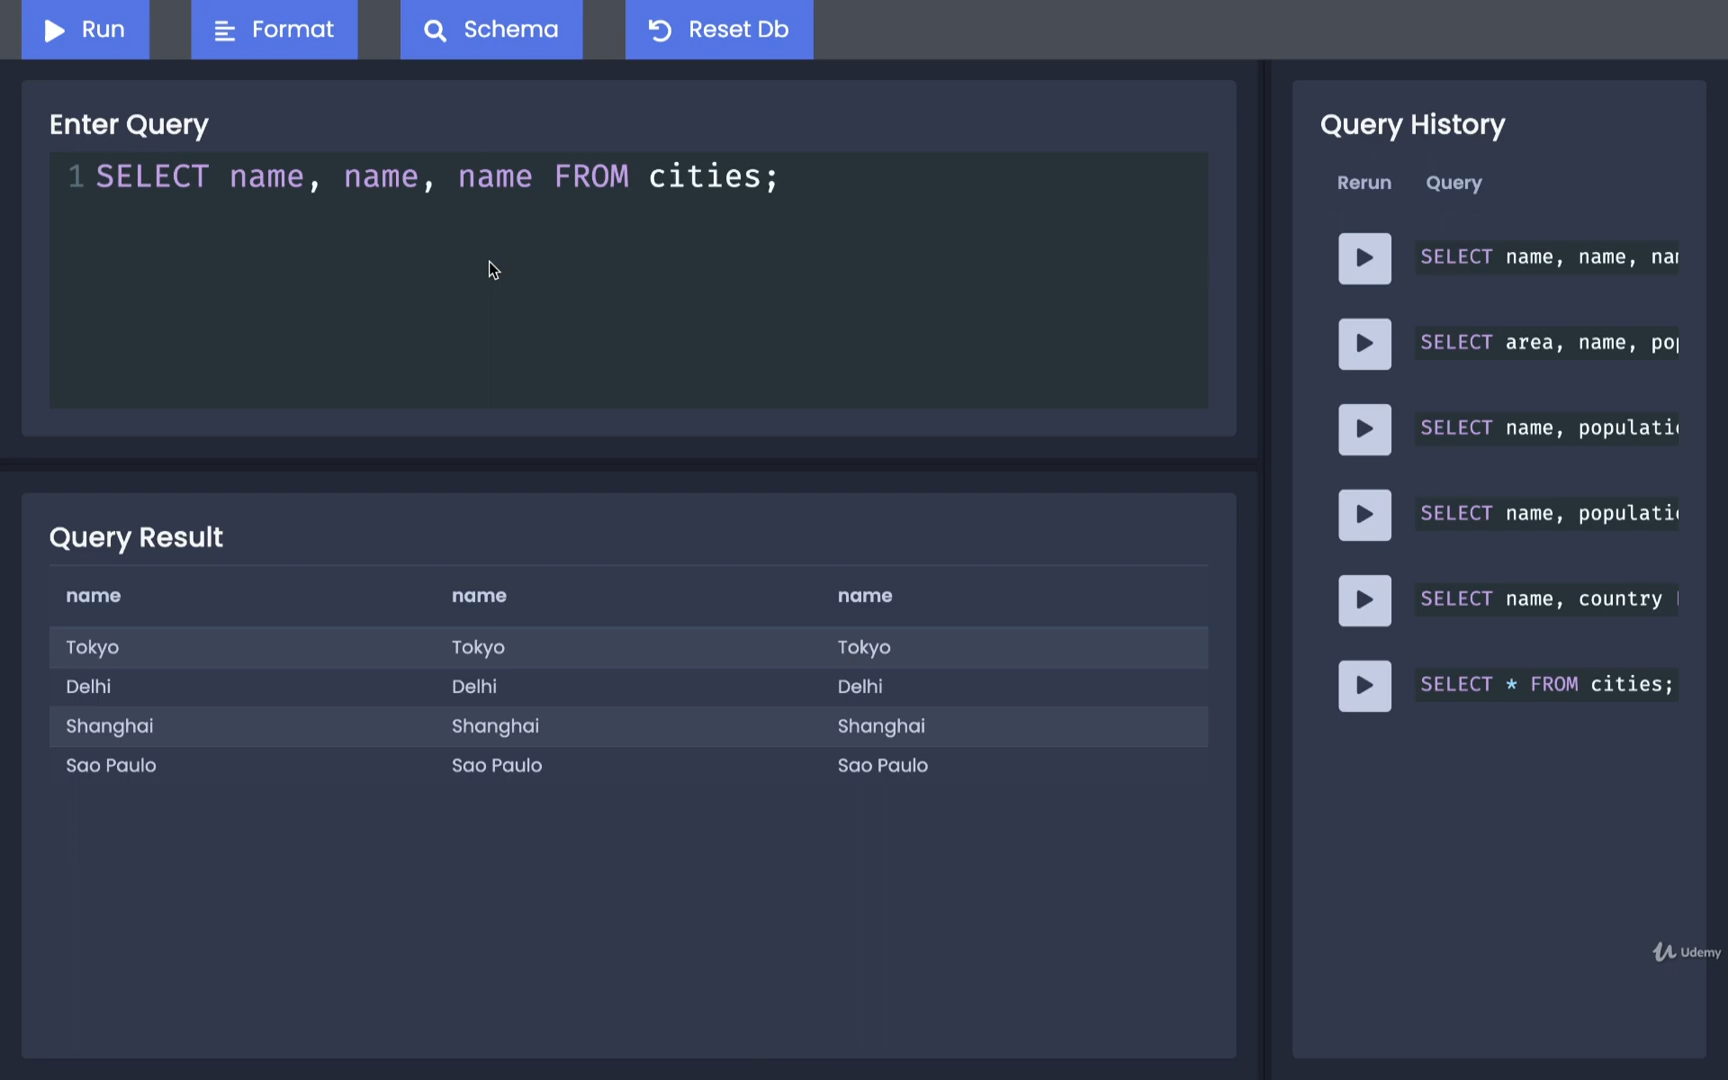 Run
Format
Schema
Reset Db
Enter Query
1 SELECT name, name, name FROM cities;
Query Result
name name name
Tokyo Tokyo Tokyo
Delhi Delhi Delhi
Shanghai Shanghai Shanghai
Sao Paulo Sao Paulo Sao Paulo
Query History
Rerun Query
SELECT name, name,
SELECT area, name,
SELECT name,
SELECT name,
SELECT name, country
SELECT * FROM cities;
Udemy